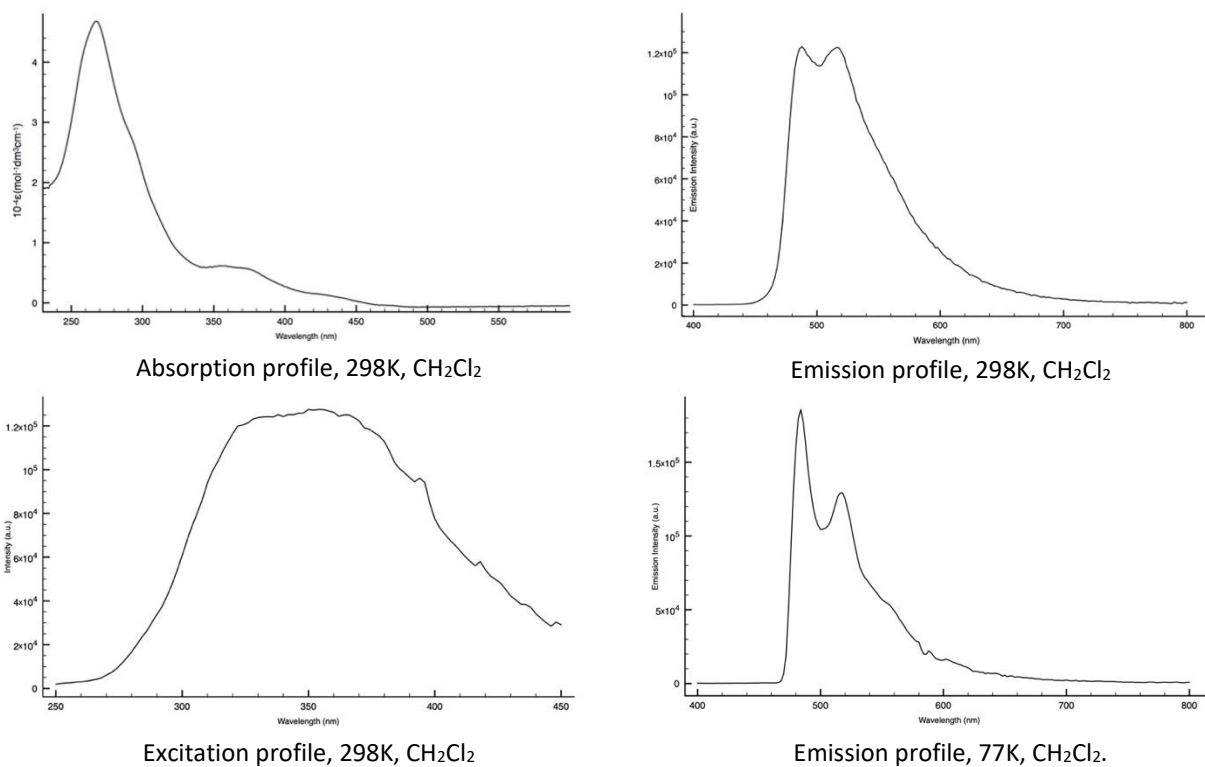 4
3
2
1
0
10⁻⁴ε(mol⁻¹dm³cm⁻¹)
250 300 350 400 450 500 550
Wavelength (nm)
Absorption profile, 298K, CH₂Cl₂
1.2×10⁵
10⁵
8×10⁴
6×10⁴
4×10⁴
2×10⁴
0
Emission Intensity (a.u.)
400 500 600 700 800
Wavelength (nm)
Emission profile, 298K, CH₂Cl₂
1.2×10⁵
10⁵
8×10⁴
6×10⁴
4×10⁴
2×10⁴
0
Intensity (a.u.)
250 300 350 400 450
Wavelength (nm)
Excitation profile, 298K, CH₂Cl₂
1.5×10⁵
10⁵
5×10⁴
0
Emission Intensity (a.u.)
400 500 600 700 800
Wavelength (nm)
Emission profile, 77K, CH₂Cl₂.